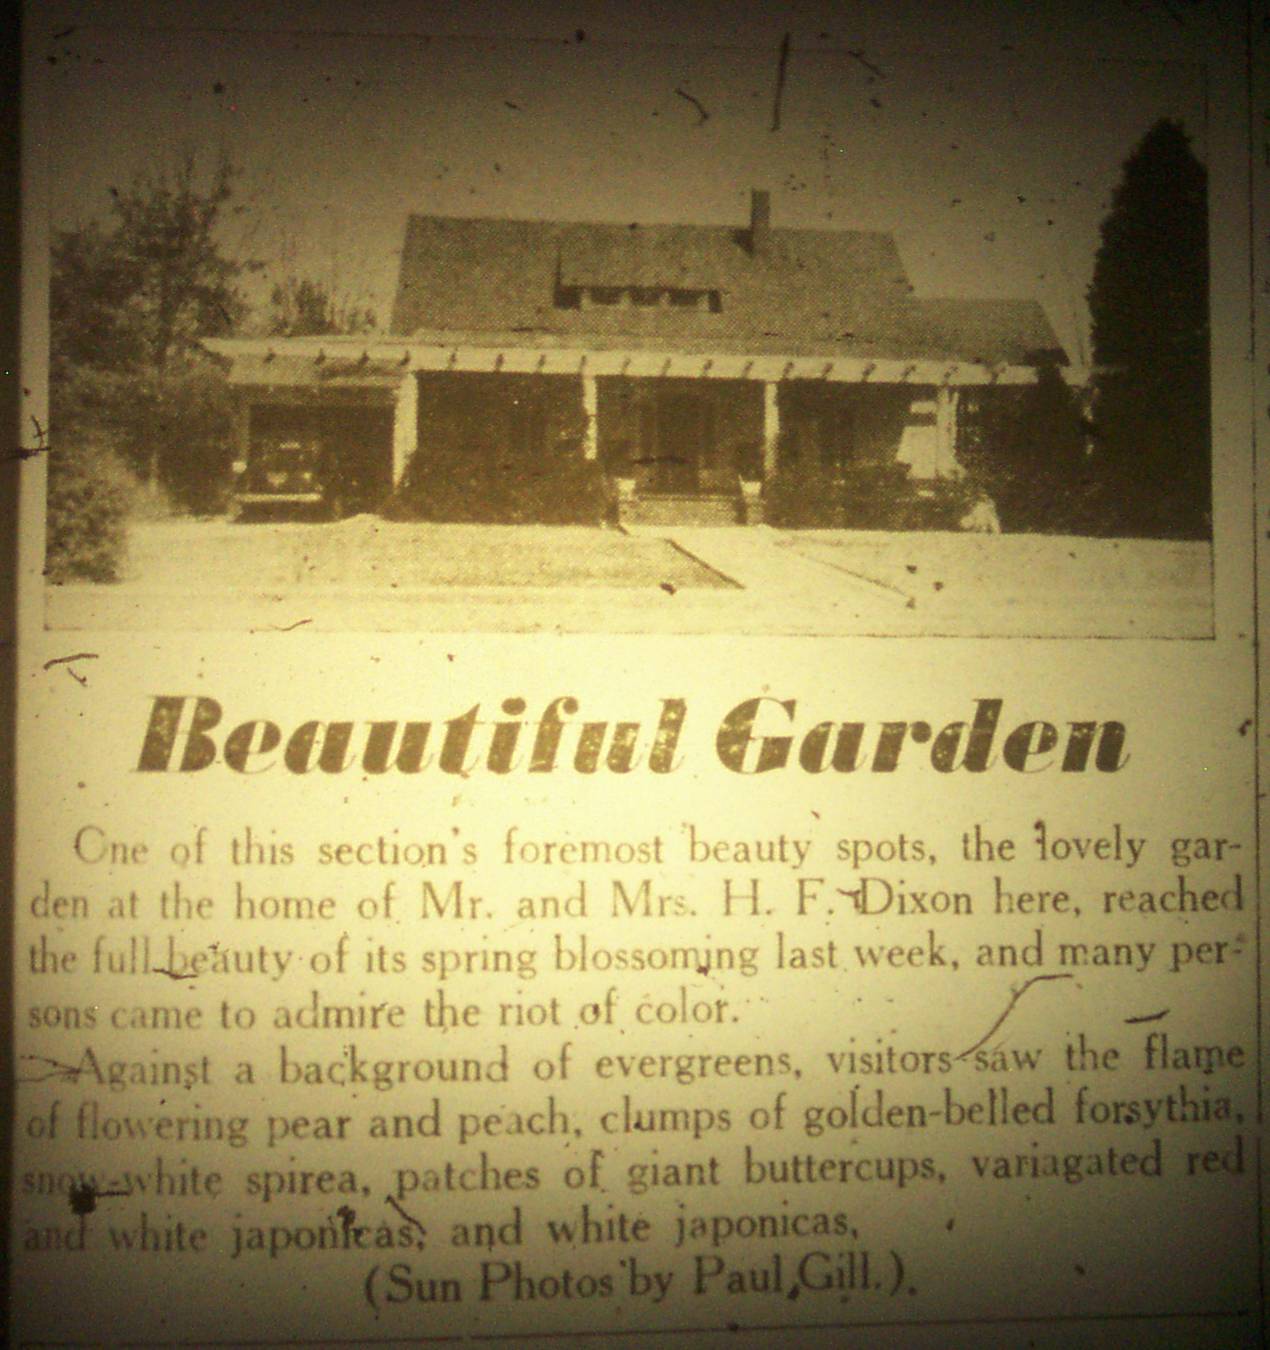 Beautiful Garden
One of this section's foremost beauty spots, the lovely gar-
den at the home of Mr. and Mrs. H. F. Dixon here, reached
the full beauty of its spring blossoming last week, and many per-
sons came to admire the riot of color.
Against a background of evergreens, visitors saw the flame
of flowering pear and peach, clumps of golden-belled forsythia,
snow-white spirea, patches of giant buttercups, variagated red
and white japonicas, and white japonicas,
(Sun Photos by Paul Gill.).